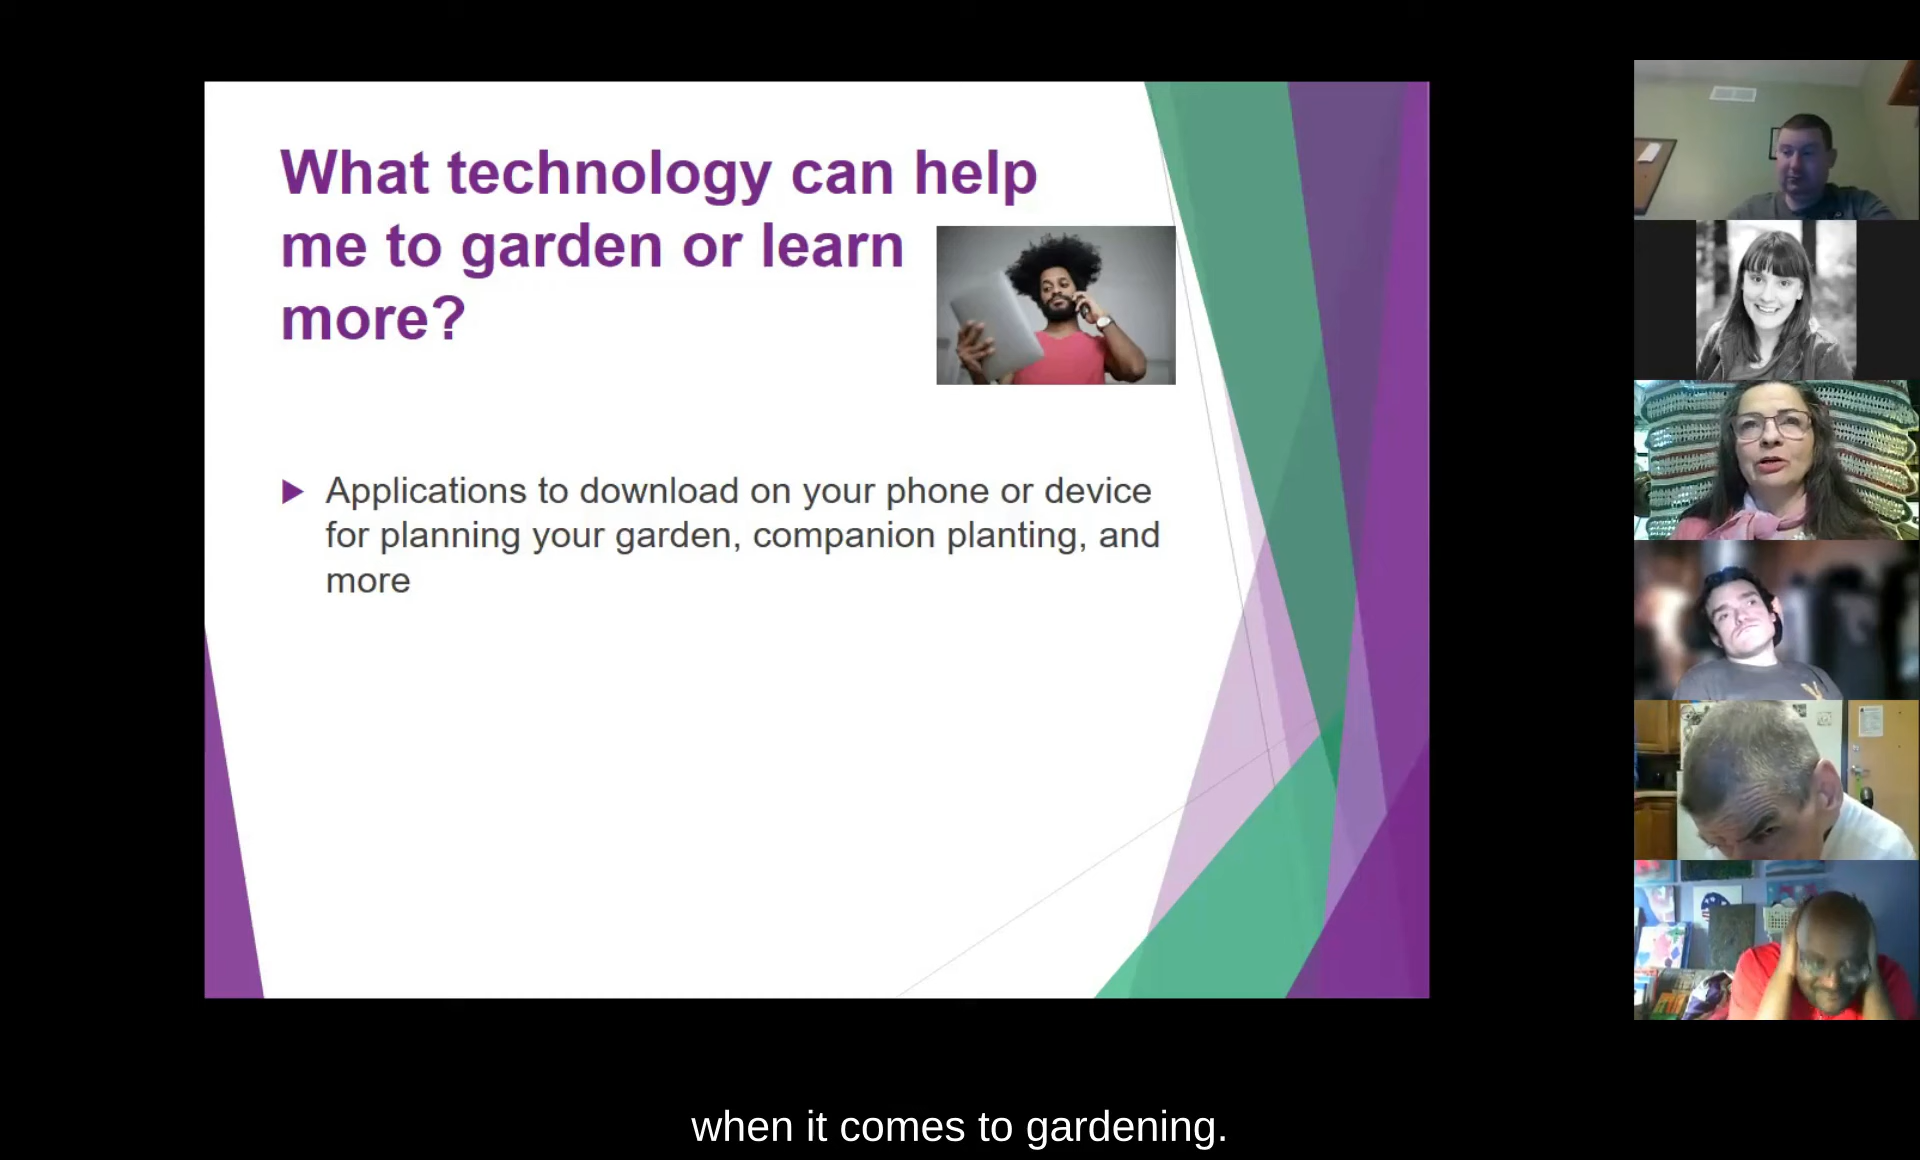 What technology can help
me to garden or learn
more?
Applications to download on your phone or device
for planning your garden, companion planting, and
more
when it comes to gardening.